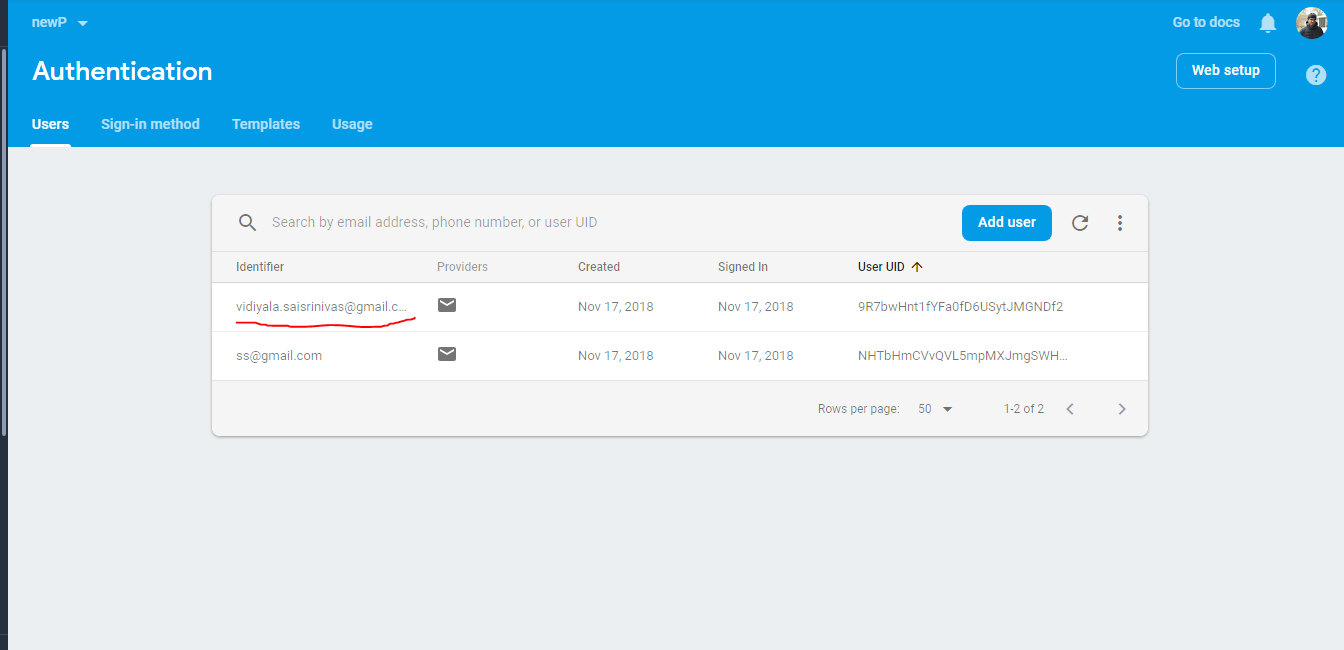 newP Go to docs
Authentication Web setup ?
Users Sign-in method Templates Usage
Search by email address, phone number, or user UID Add user
Identifier Providers Created Signed In User UID
vidiyala.saisrinivas@gmail.c... Nov 17, 2018 Nov 17, 2018 9R7bwHnt1fYFa0fD6USytJMGNDf2
ss@gmail.com Nov 17, 2018 Nov 17, 2018 NHTbHmCVvQVL5mpMXJmgSWH...
Rows per page: 50 1-2 of 2